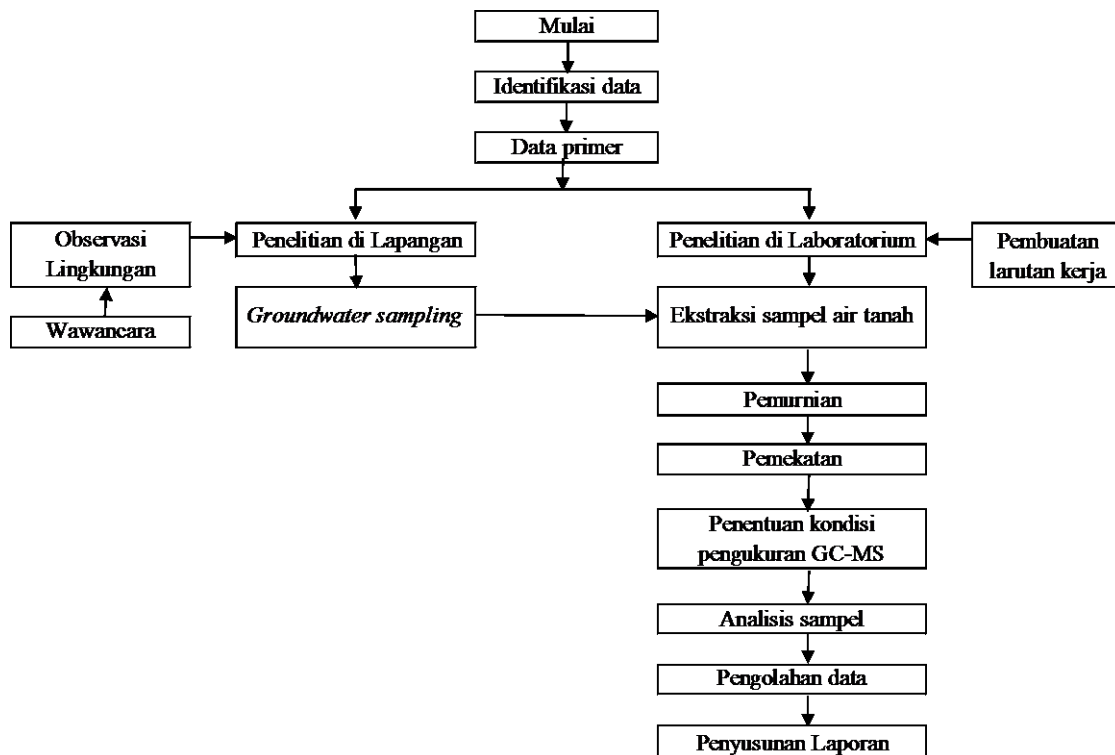 Mulai
Identifikasi data
Data primer
Observasi
Lingkungan
Penelitian di Lapangan
Penelitian di Laboratorium
Pembuatan
larutan kerja
Wawancara
Groundwater sampling
Ekstraksi sampel air tanah
Pemurnian
Pemekatan
Penentuan kondisi
pengukuran GC-MS
Analisis sampel
Pengolahan data
Penyusunan Laporan